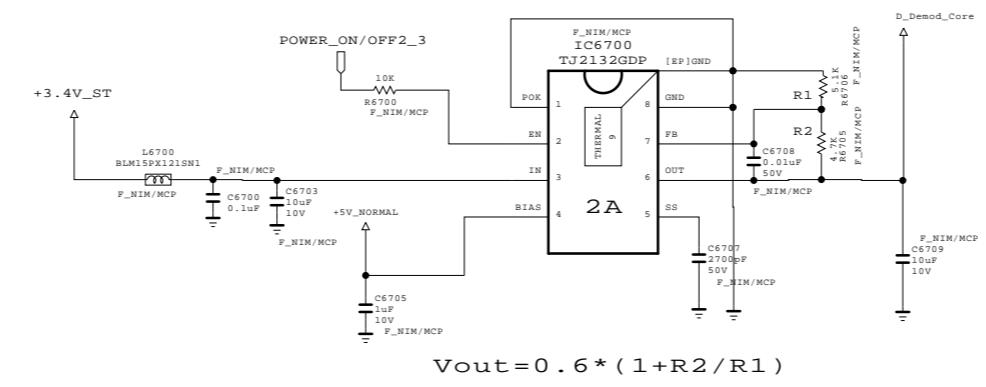 D_Demod_Core
F_NIM/MCP
IC6700
TJ2132GDP
POWER_ON/OFF2_3
[EP]GND
10K
R6700
F_NIM/MCP
+3.4V_ST
POK
1
8
GND
R1
5.1K
R6706
F_NIM/MCP
EN
2
THERMAL
9
7
FB
R2
4.7K
R6705
F_NIM/MCP
L6700
BLM15PX121SN1
F_NIM/MCP
F_NIM/MCP
C6708
0.01uF
50V
F_NIM/MCP
IN
3
6
OUT
C6700
0.1uF
C6703
10uF
10V
F_NIM/MCP
+5V_NORMAL
BIAS
4
2A
5
SS
C6707
2700pF
50V
F_NIM/MCP
F_NIM/MCP
C6709
10uF
10V
C6705
1uF
10V
F_NIM/MCP
Vout=0.6*(1+R2/R1)